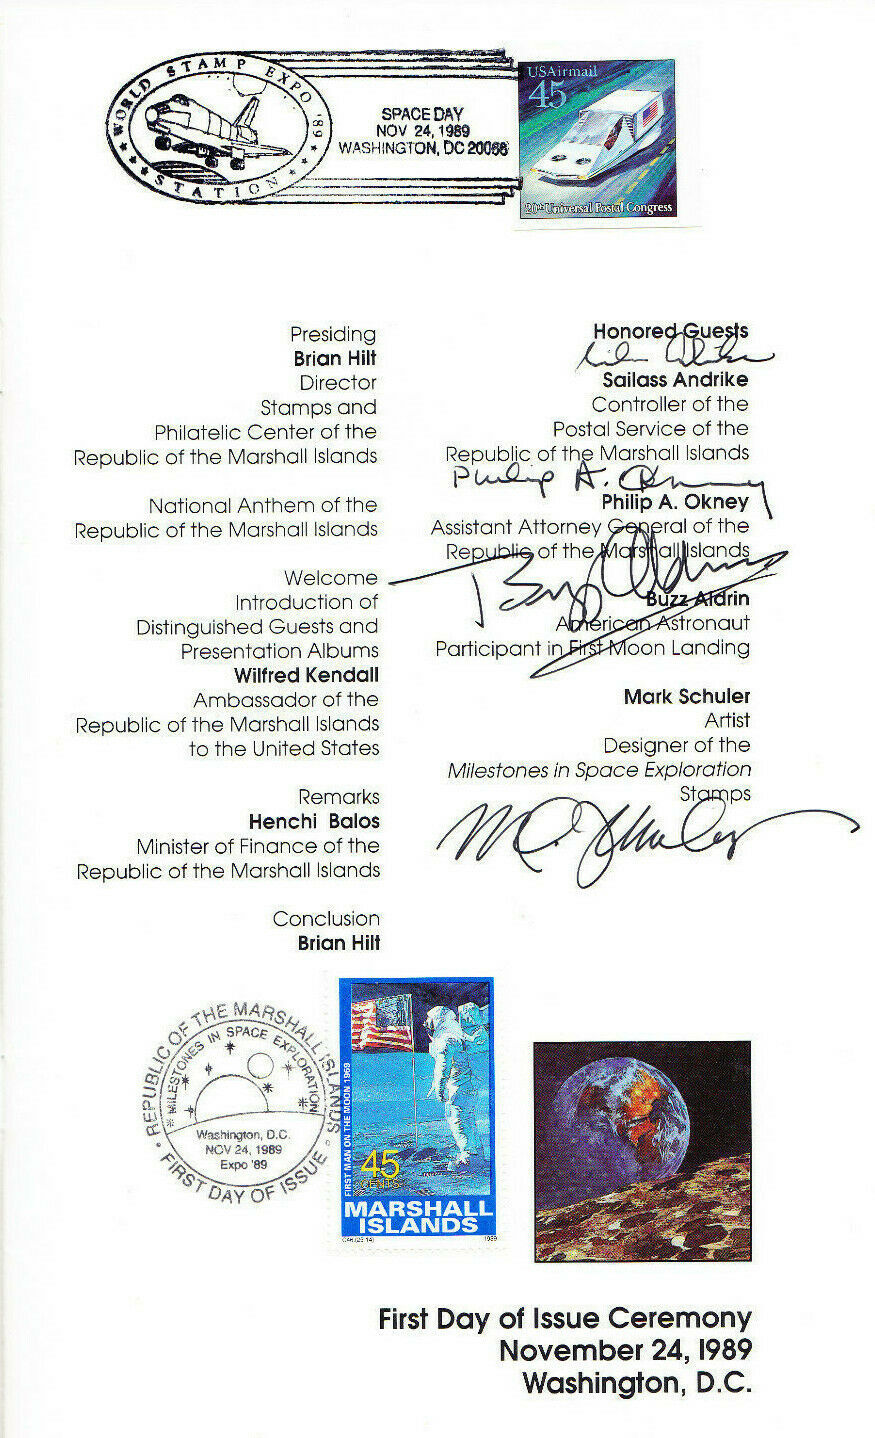 WORLD STAMP EXPO '89
STATION
SPACE DAY
NOV 24, 1989
WASHINGTON, DC 20066
USAirmail
45
20th Universal Postal Congress
Presiding
Brian Hilt
Director
Stamps and
Philatelic Center of the
Republic of the Marshall Islands
National Anthem of the
Republic of the Marshall Islands
Welcome
Introduction of
Distinguished Guests and
Presentation Albums
Wilfred Kendall
Ambassador of the
Republic of the Marshall Islands
to the United States
Remarks
Henchi Balos
Minister of Finance of the
Republic of the Marshall Islands
Conclusion
Brian Hilt
Honored Guests
Sailass Andrike
Controller of the
Postal Service of the
Republic of the Marshall Islands
Philip A. Okney
Philip A. Okney
Assistant Attorney General of the
Republic of the Marshall Islands
Buzz Aldrin
Buzz Aldrin
American Astronaut
Participant in First Moon Landing
Mark Schuler
Artist
Designer of the
Milestones in Space Exploration
Stamps
M. Schuler
REPUBLIC OF THE MARSHALL ISLANDS
MILESTONES IN SPACE EXPLORATION
Washington, D.C.
NOV 24, 1989
Expo '89
FIRST DAY OF ISSUE
FIRST MAN ON THE MOON 1969
45
CENTS
MARSHALL
ISLANDS
1989
First Day of Issue Ceremony
November 24, 1989
Washington, D.C.